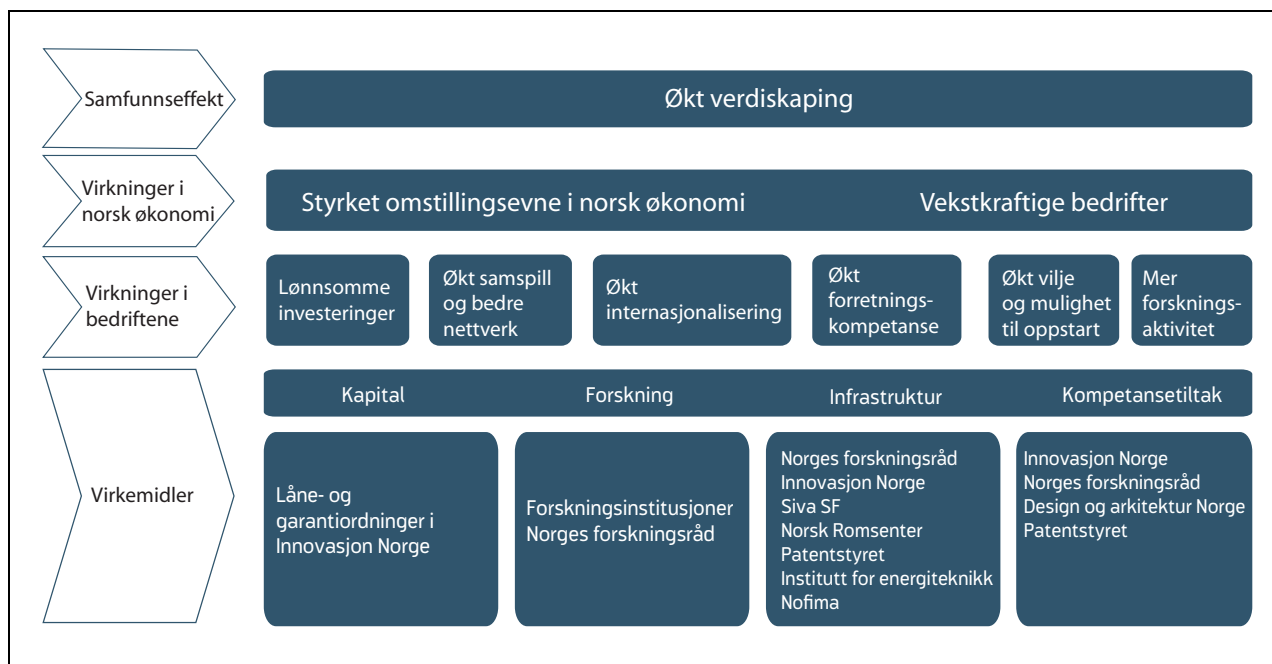 Samfunnseffekt
Økt verdiskaping
Virkninger i
norsk økonomi
Styrket omstillingsevne i norsk økonomi
Vekstkraftige bedrifter
Virkninger i
bedriftene
Lønnsomme
investeringer
Økt samspill
og bedre
nettverk
Økt
internasjonalisering
Økt
forretnings-
kompetanse
Økt vilje
og mulighet
til oppstart
Mer
forsknings-
aktivitet
Virkemidler
Kapital
Forskning
Infrastruktur
Kompetansetiltak
Låne- og
garantiordninger i
Innovasjon Norge
Forskningsinstitusjoner
Norges forskningsråd
Norges forskningsråd
Innovasjon Norge
Siva SF
Norsk Romsenter
Patentstyret
Institutt for energiteknikk
Nofima
Innovasjon Norge
Norges forskningsråd
Design og arkitektur Norge
Patentstyret